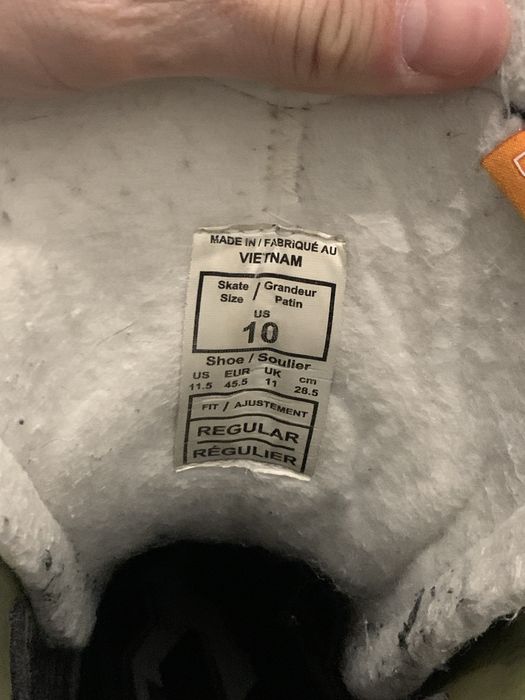 MADE IN / FABRIQUÉ AU
VIETNAM
Skate / Grandeur
Size Patin
US
10
Shoe / Soulier
US EUR UK cm
11.5 45.5 11 28.5
FIT / AJUSTEMENT
REGULAR
RÉGULIER